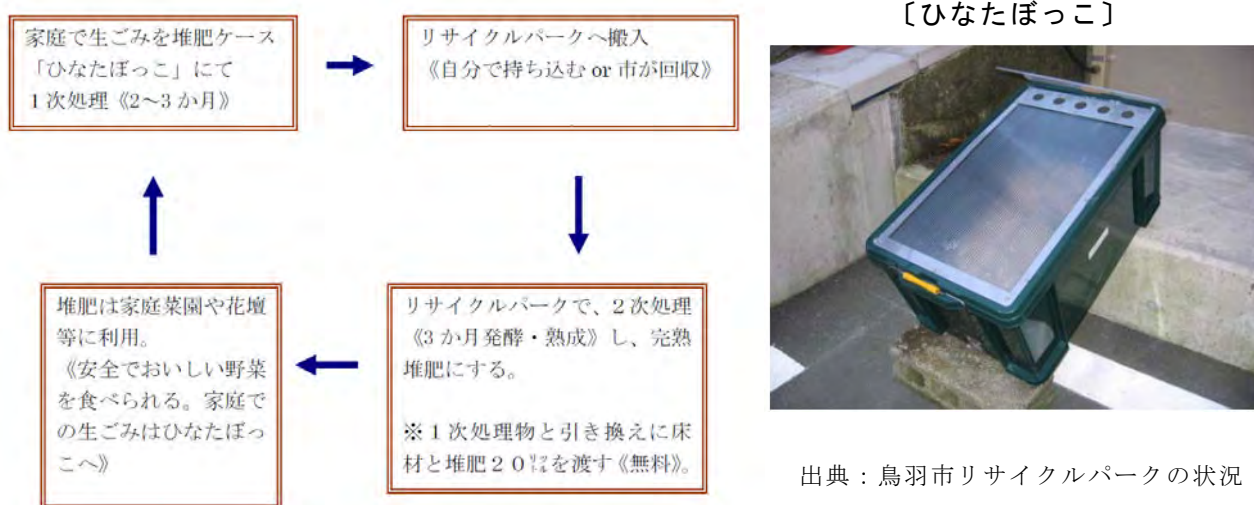 家庭で生ごみを堆肥ケース
「ひなたぼっこ」にて
1次処理《2～3か月》
リサイクルパークへ搬入
《自分で持ち込む or 市が回収》
リサイクルパークで、2次処理
《3か月発酵・熟成》し、完熟
堆肥にする。
※1次処理物と引き換えに床
材と堆肥20㍑を渡す《無料》。
堆肥は家庭菜園や花壇
等に利用。
《安全でおいしい野菜
を食べられる。家庭で
の生ごみはひなたぼっ
こへ》
〔ひなたぼっこ〕
出典：鳥羽市リサイクルパークの状況